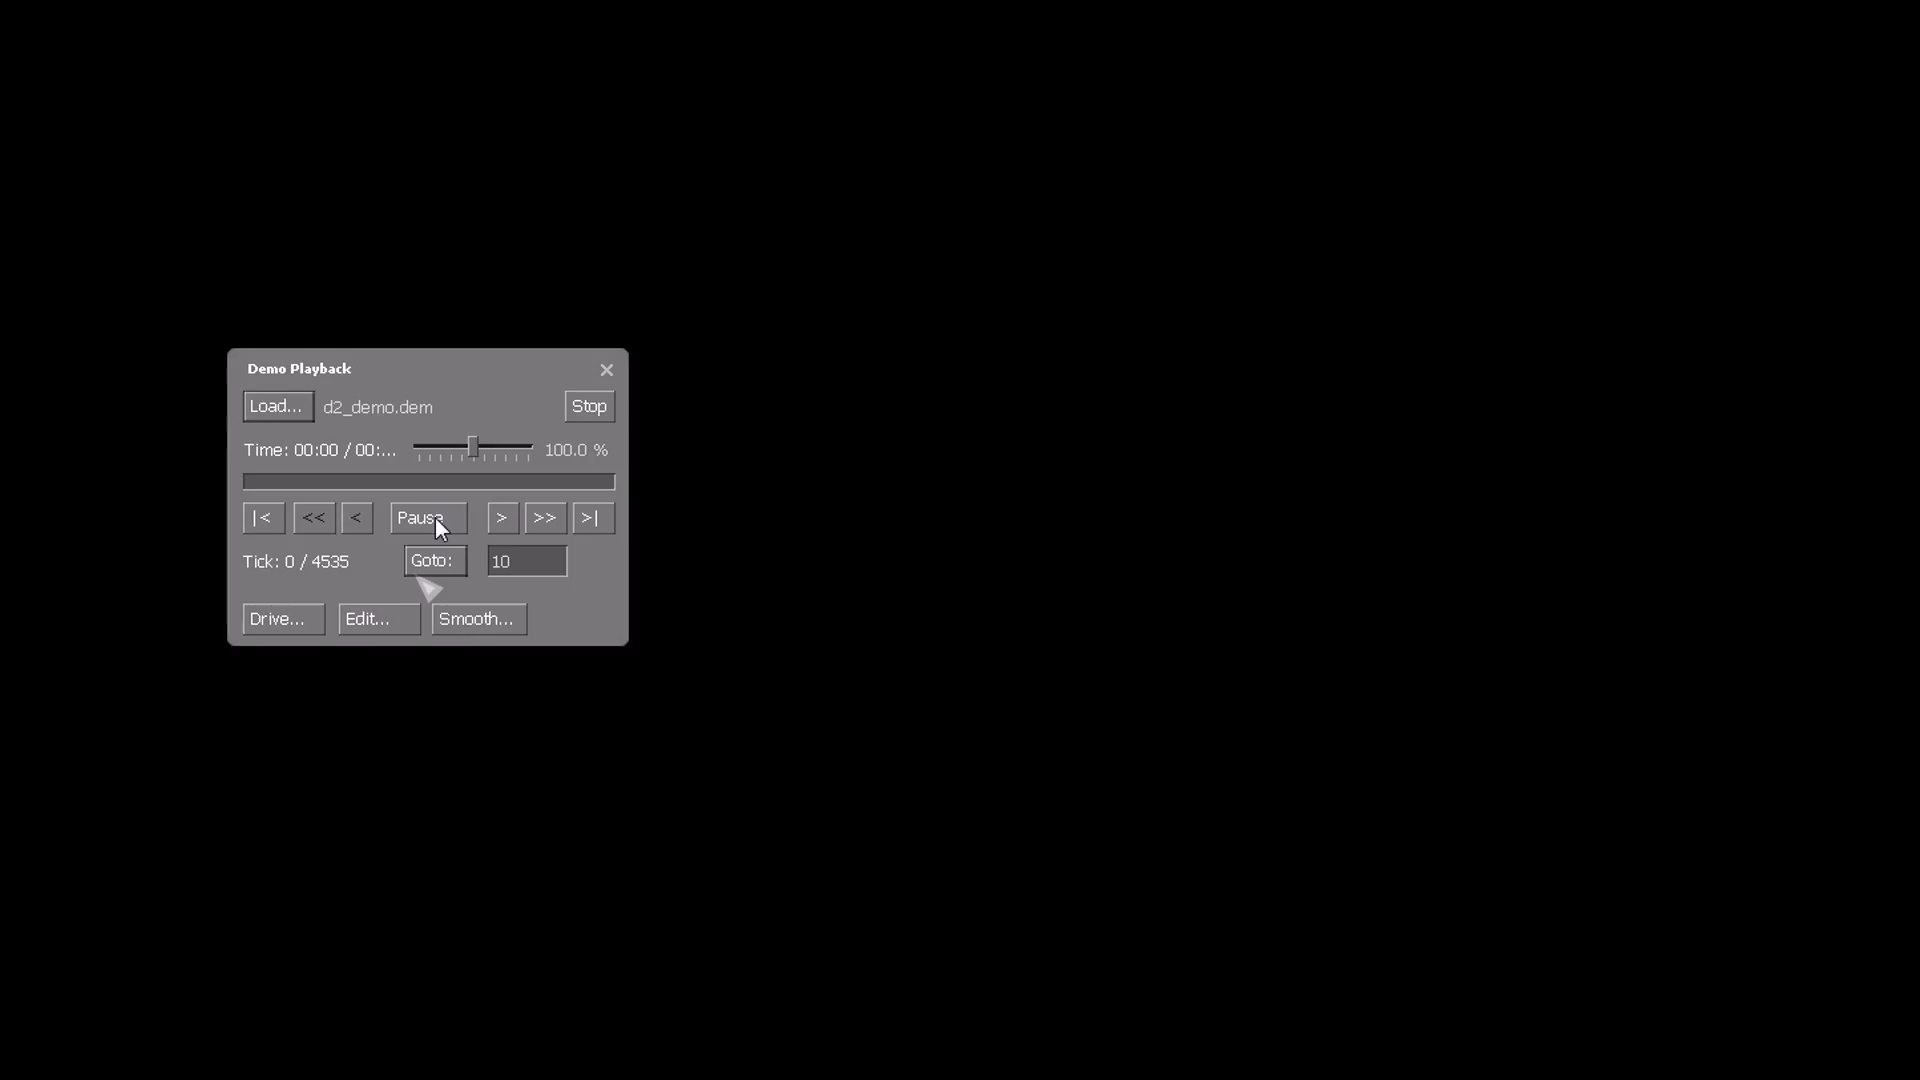 Demo Playback
Load... d2_demo.dem Stop
Time: 00:00 / 00:... 100.0 %
|< << < Pause > >> >|
Tick: 0 / 4535 Goto: 10
Drive... Edit... Smooth...